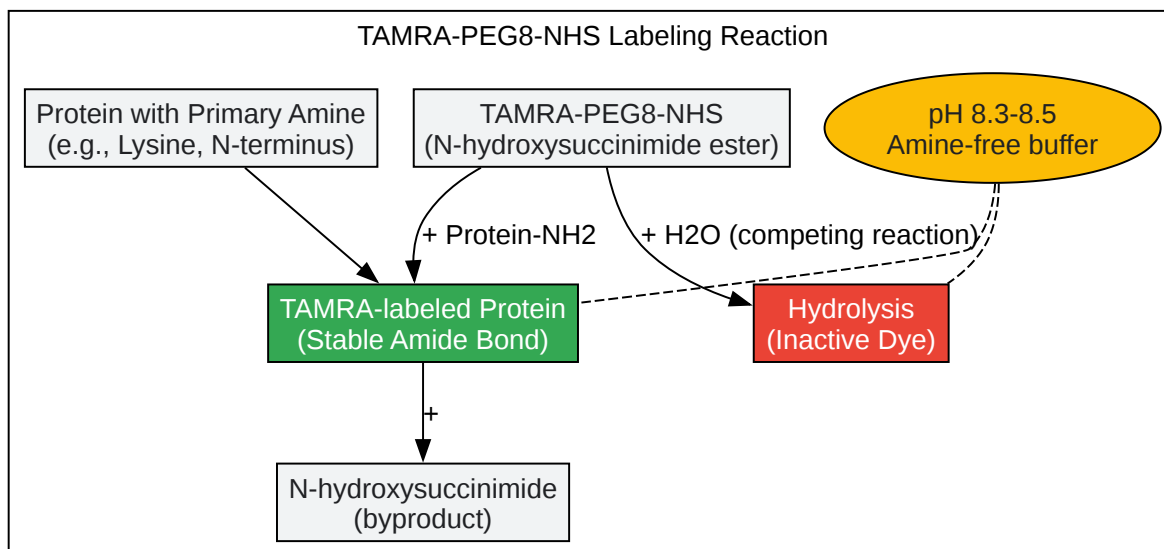 TAMRA-PEG8-NHS Labeling Reaction
Protein with Primary Amine
(e.g., Lysine, N-terminus)
TAMRA-PEG8-NHS
(N-hydroxysuccinimide ester)
pH 8.3-8.5
Amine-free buffer
+ Protein-NH2
+ H2O (competing reaction)
TAMRA-labeled Protein
(Stable Amide Bond)
Hydrolysis
(Inactive Dye)
+
N-hydroxysuccinimide
(byproduct)